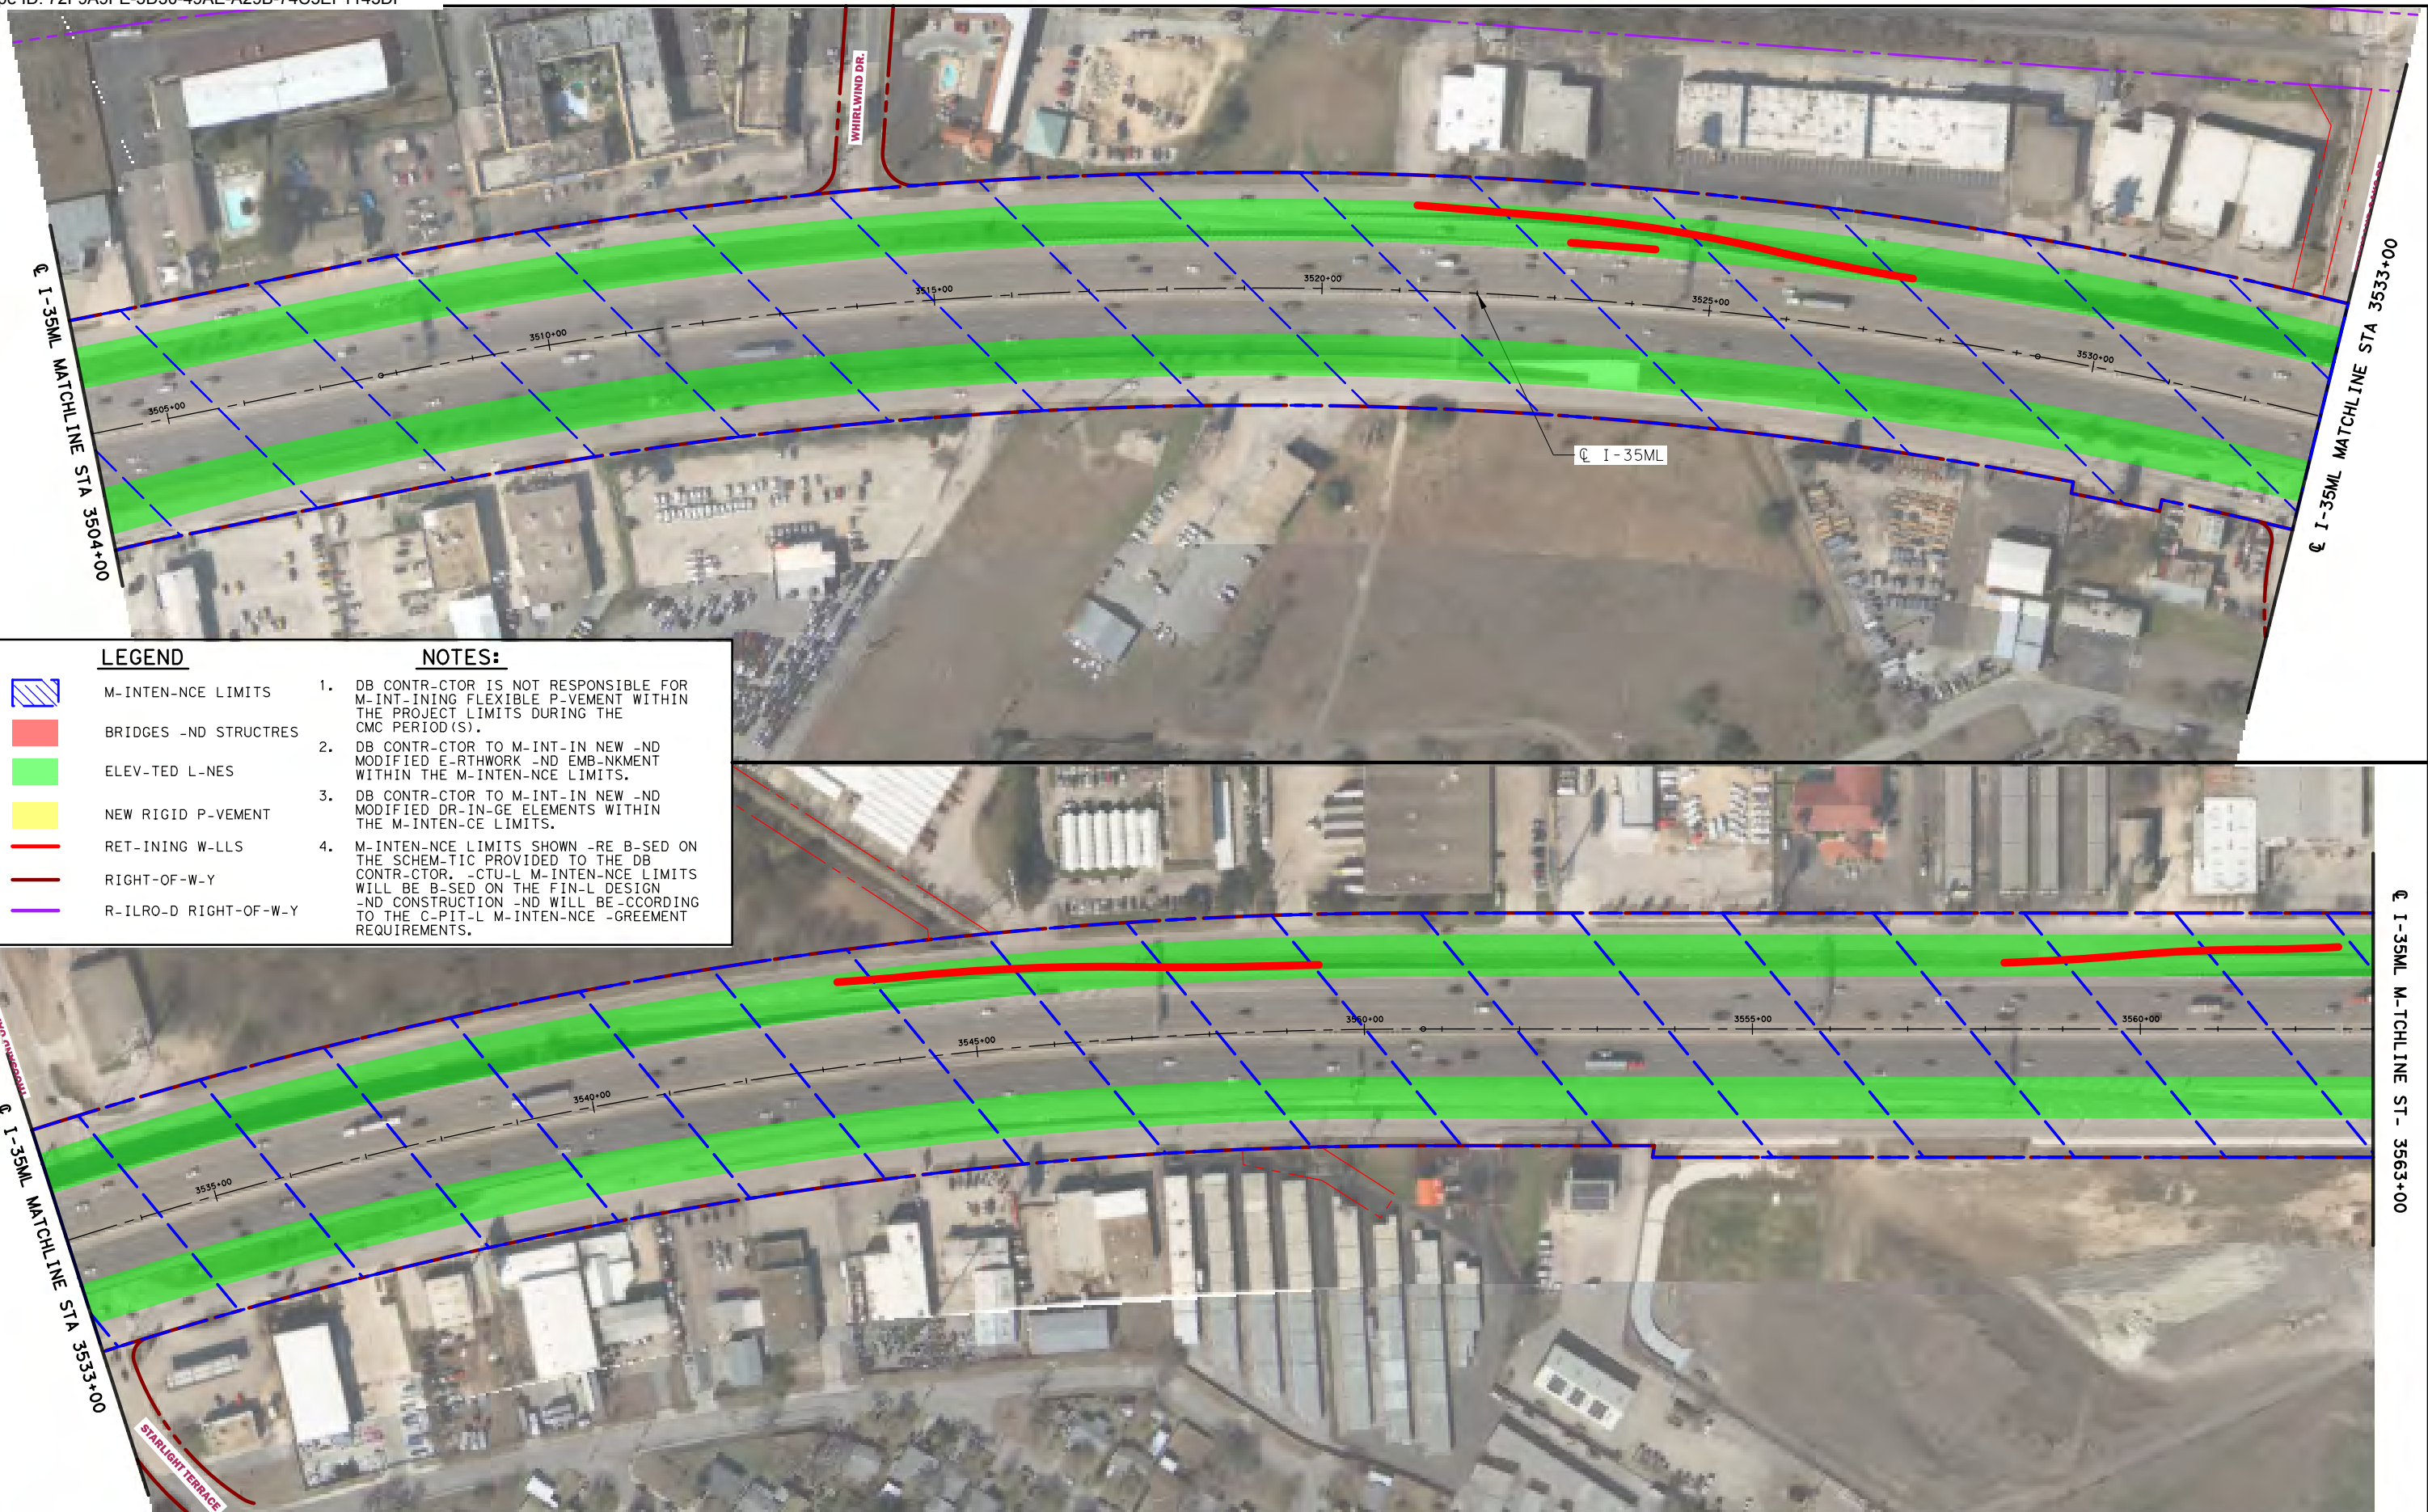 WHIRLWIND DR.
℄ I-35ML MATCHLINE STA 3504+00
3505+00
3510+00
3515+00
3520+00
3525+00
3530+00
℄ I-35ML
℄ I-35ML MATCHLINE STA 3533+00
LEGEND
M-INTEN-NCE LIMITS
BRIDGES -ND STRUCTRES
ELEV-TED L-NES
NEW RIGID P-VEMENT
RET-INING W-LLS
RIGHT-OF-W-Y
R-ILRO-D RIGHT-OF-W-Y
NOTES:
1. DB CONTR-CTOR IS NOT RESPONSIBLE FOR
M-INT-INING FLEXIBLE P-VEMENT WITHIN
THE PROJECT LIMITS DURING THE
CMC PERIOD(S).
2. DB CONTR-CTOR TO M-INT-IN NEW -ND
MODIFIED E-RTHWORK -ND EMB-NKMENT
WITHIN THE M-INTEN-NCE LIMITS.
3. DB CONTR-CTOR TO M-INT-IN NEW -ND
MODIFIED DR-IN-GE ELEMENTS WITHIN
THE M-INTEN-CE LIMITS.
4. M-INTEN-NCE LIMITS SHOWN -RE B-SED ON
THE SCHEM-TIC PROVIDED TO THE DB
CONTR-CTOR. -CTU-L M-INTEN-NCE LIMITS
WILL BE B-SED ON THE FIN-L DESIGN
-ND CONSTRUCTION -ND WILL BE-CCORDING
TO THE C-PIT-L M-INTEN-NCE -GREEMENT
REQUIREMENTS.
℄ I-35ML MATCHLINE STA 3533+00
3535+00
3540+00
3545+00
3550+00
3555+00
3560+00
℄ I-35ML M-TCHLINE ST- 3563+00
STARLIGHT TERRACE